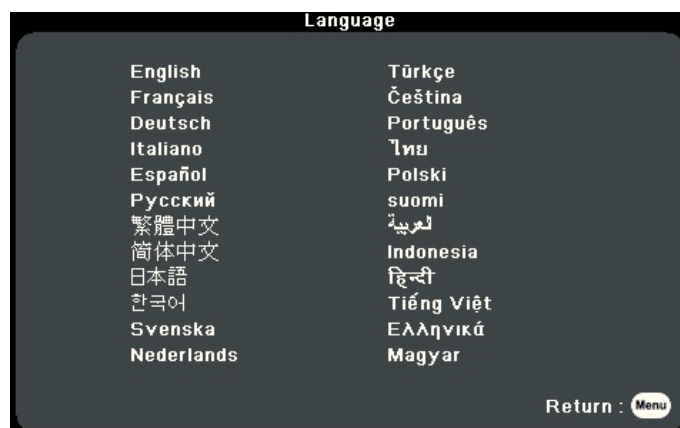 Language
English
Français
Deutsch
Italiano
Español
Русский
繁體中文
简体中文
日本語
한국어
Svenska
Nederlands
Türkçe
Čeština
Português
ไทย
Polski
suomi
العربية
Indonesia
हिन्दी
Tiếng Việt
Ελληνικά
Magyar
Return : Menu